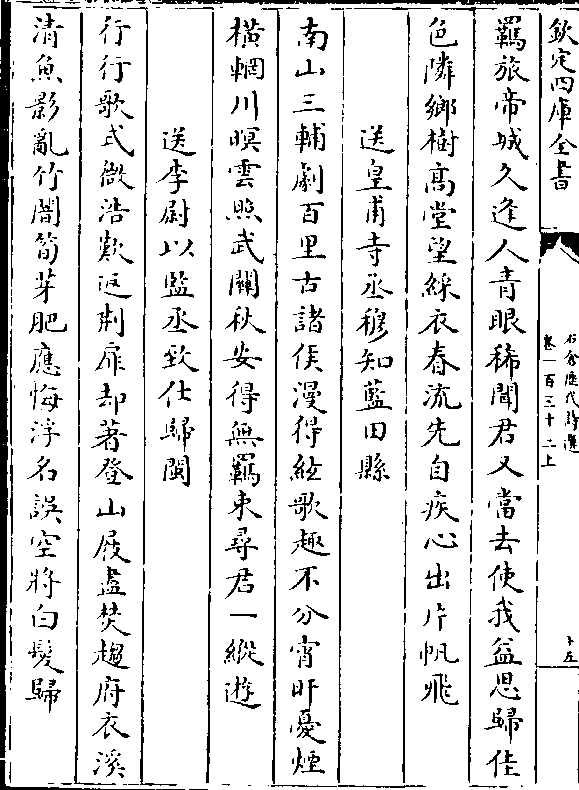 欽定四庫全書
石倉歴代詩選
卷一百三十二上
十五
羈旅帝城久逢人青眼稀聞君又當去使我益思歸佳
色隣鄉樹高堂望綵衣春流先自疾心出片帆飛
送皇甫寺丞穆知藍田縣
南山三輔劇百里古諸侯漫得絃歌趣不分宵旰憂煙
橫輞川暝雲照武關秋安得無羈束尋君一縱遊
送李尉以監丞致仕歸閩
行行歌式微浩歎返荆扉却著登山屐盡焚趨府衣溪
清魚影亂竹闇筍芽肥應悔浮名誤空將白髮歸